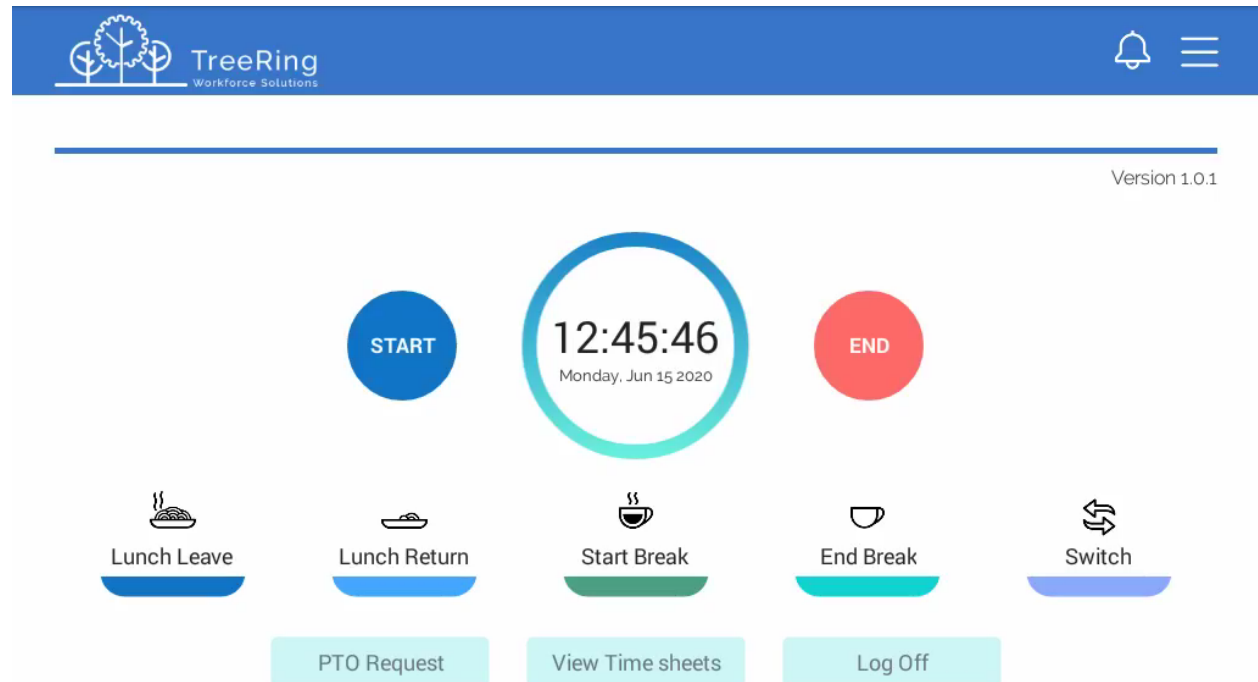 TreeRing
Workforce Solutions
Version 1.0.1
START
12:45:46
Monday, Jun 15 2020
END
Lunch Leave
Lunch Return
Start Break
End Break
Switch
PTO Request
View Time sheets
Log Off